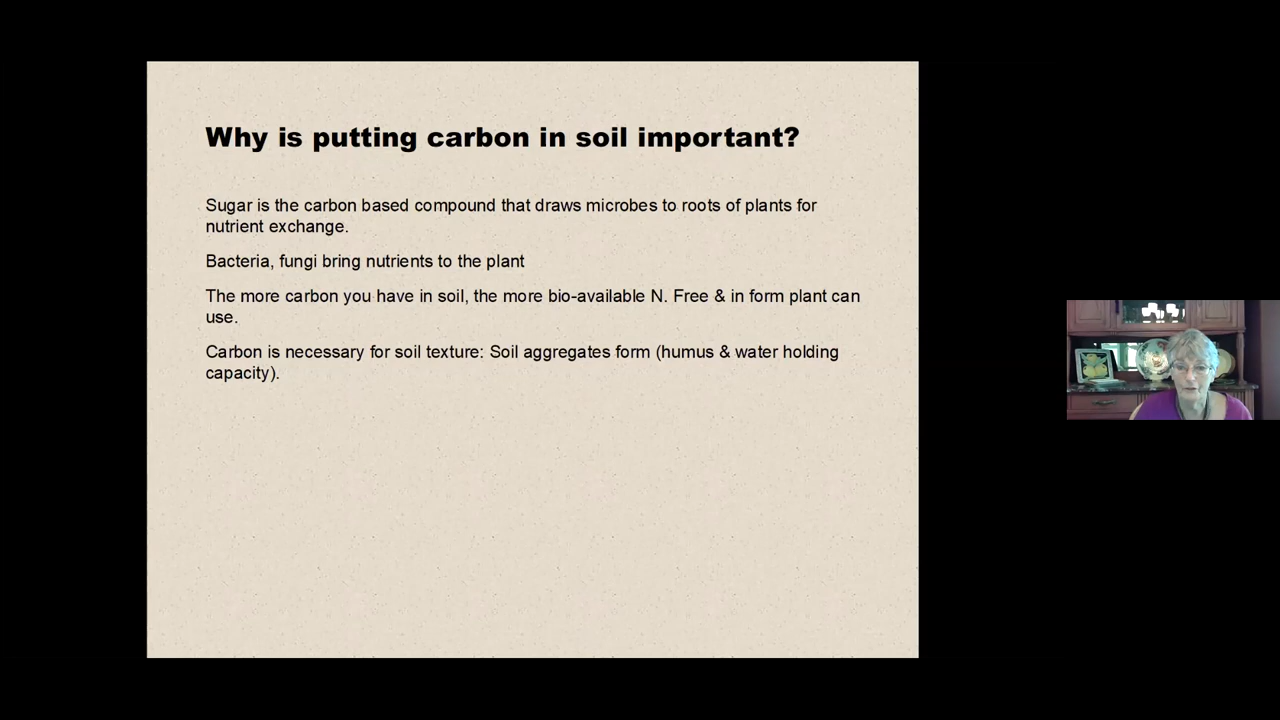 Why is putting carbon in soil important?
Sugar is the carbon based compound that draws microbes to roots of plants for
nutrient exchange.
Bacteria, fungi bring nutrients to the plant
The more carbon you have in soil, the more bio-available N. Free & in form plant can
use.
Carbon is necessary for soil texture: Soil aggregates form (humus & water holding
capacity).